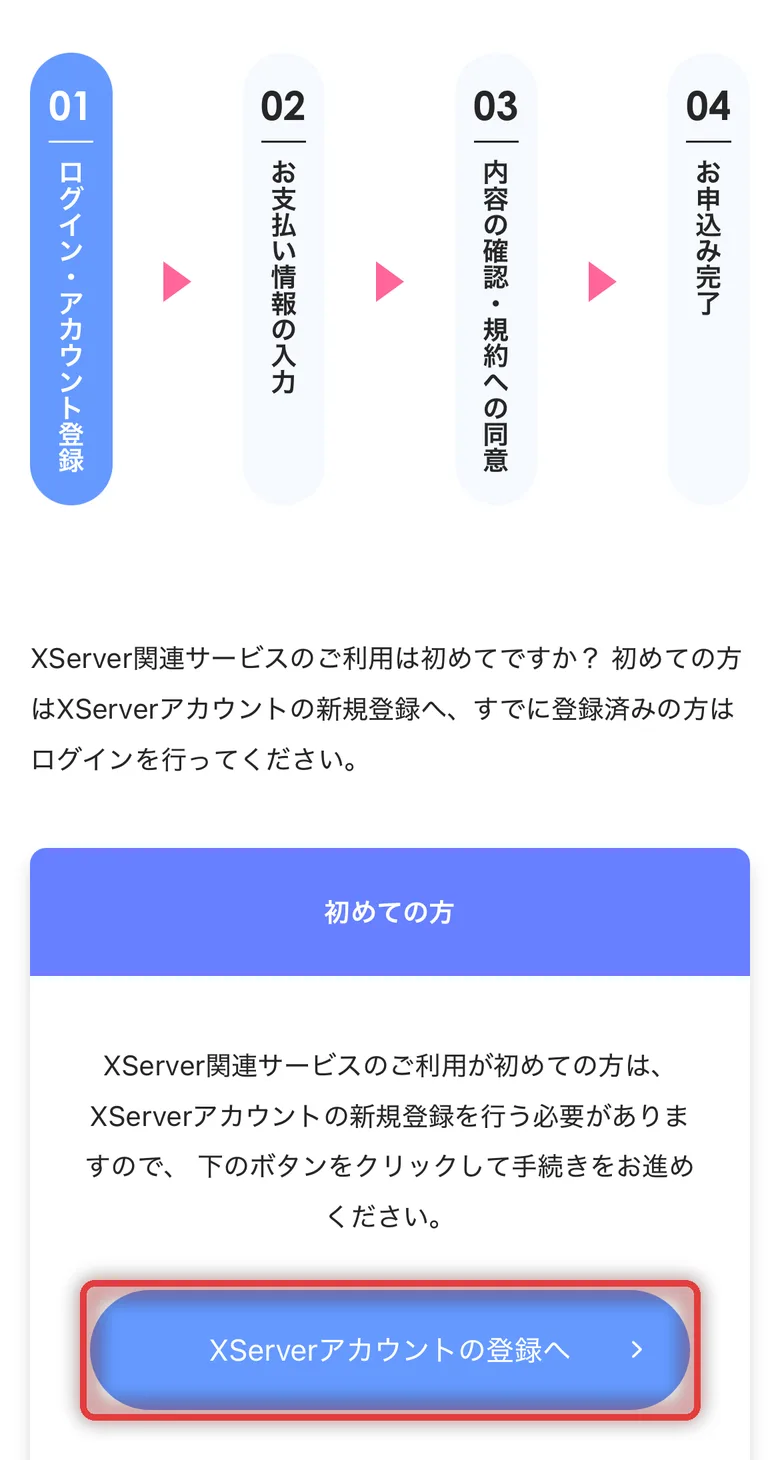 01
ログイン・アカウント登録
02
お支払い情報の入力
03
内容の確認・規約への同意
04
お申込み完了
XServer関連サービスのご利用は初めてですか？ 初めての方
はXServerアカウントの新規登録へ、すでに登録済みの方は
ログインを行ってください。
初めての方
XServer関連サービスのご利用が初めての方は、
XServerアカウントの新規登録を行う必要がありま
すので、 下のボタンをクリックして手続きをお進め
ください。
XServerアカウントの登録へ